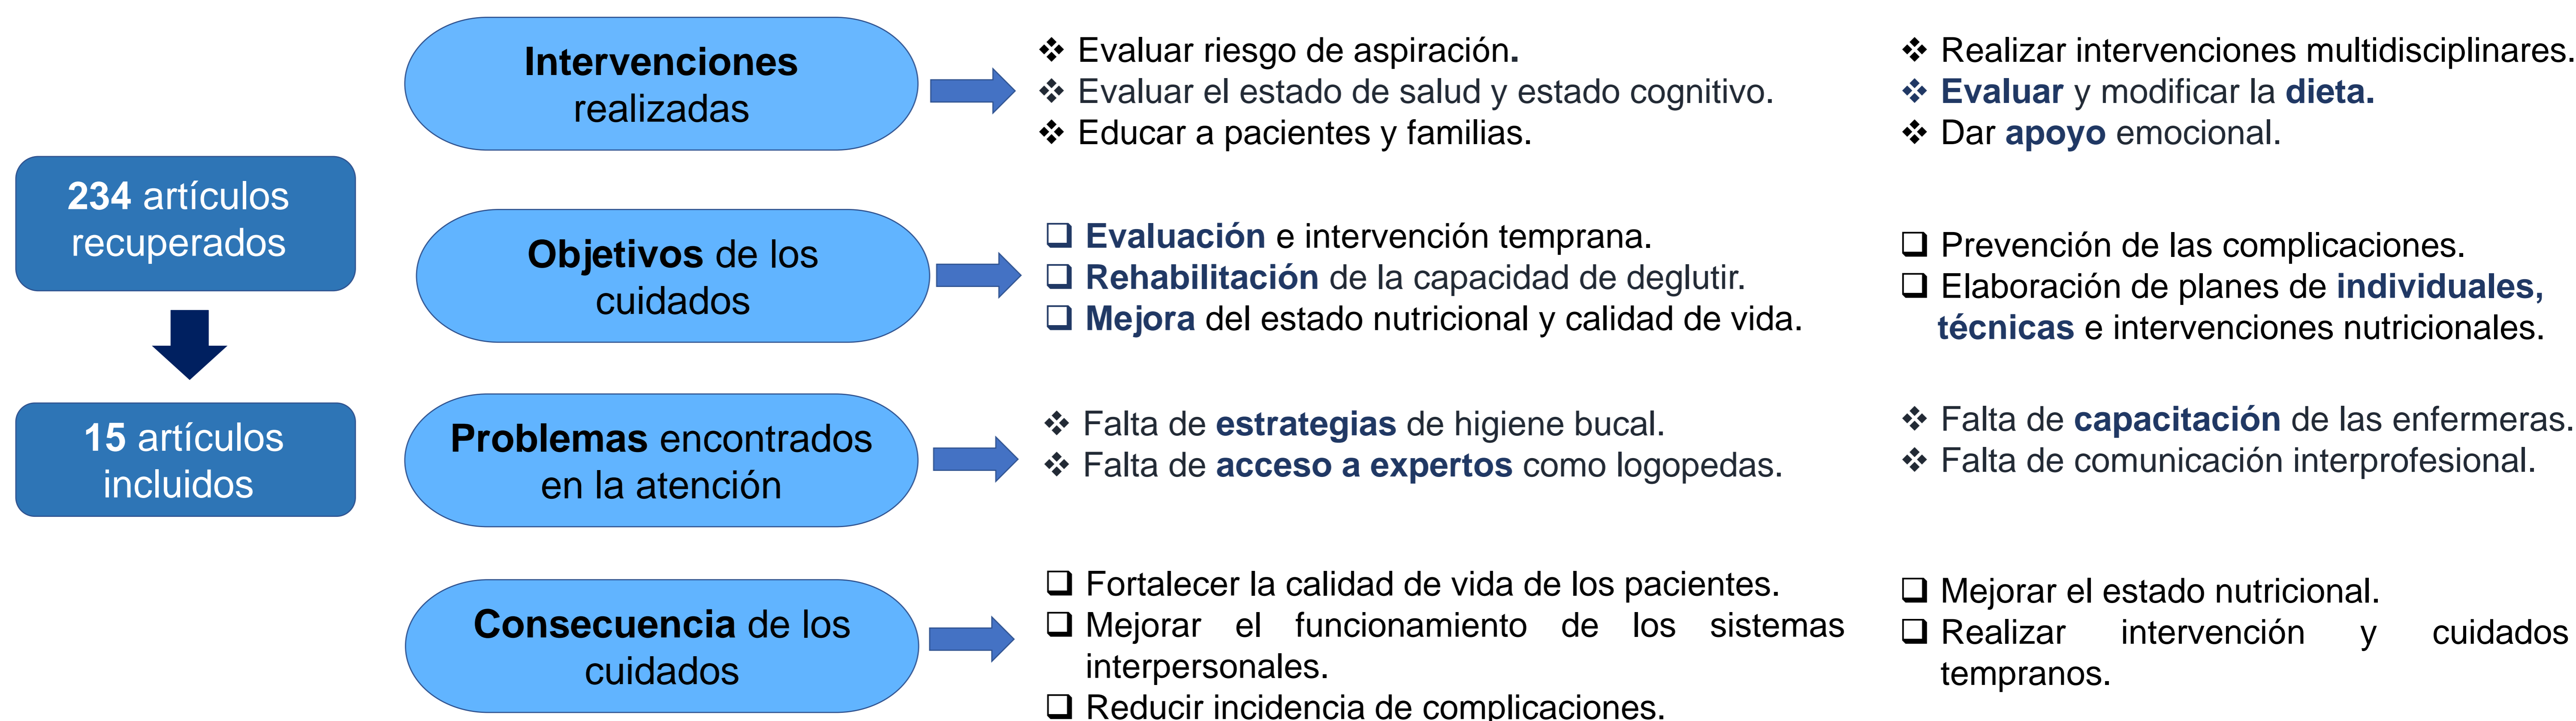 234 artículos
recuperados
15 artículos
incluidos
Intervenciones
realizadas
❖ Evaluar riesgo de aspiración.
❖ Evaluar el estado de salud y estado cognitivo.
❖ Educar a pacientes y familias.
❖ Realizar intervenciones multidisciplinares.
❖ Evaluar y modificar la dieta.
❖ Dar apoyo emocional.
Objetivos de los
cuidados
❑ Evaluación e intervención temprana.
❑ Rehabilitación de la capacidad de deglutir.
❑ Mejora del estado nutricional y calidad de vida.
❑ Prevención de las complicaciones.
❑ Elaboración de planes de individuales,
técnicas e intervenciones nutricionales.
Problemas encontrados
en la atención
❖ Falta de estrategias de higiene bucal.
❖ Falta de acceso a expertos como logopedas.
❖ Falta de capacitación de las enfermeras.
❖ Falta de comunicación interprofesional.
Consecuencia de los
cuidados
❑ Fortalecer la calidad de vida de los pacientes.
❑ Mejorar el funcionamiento de los sistemas
interpersonales.
❑ Reducir incidencia de complicaciones.
❑ Mejorar el estado nutricional.
❑ Realizar intervención y cuidados
tempranos.